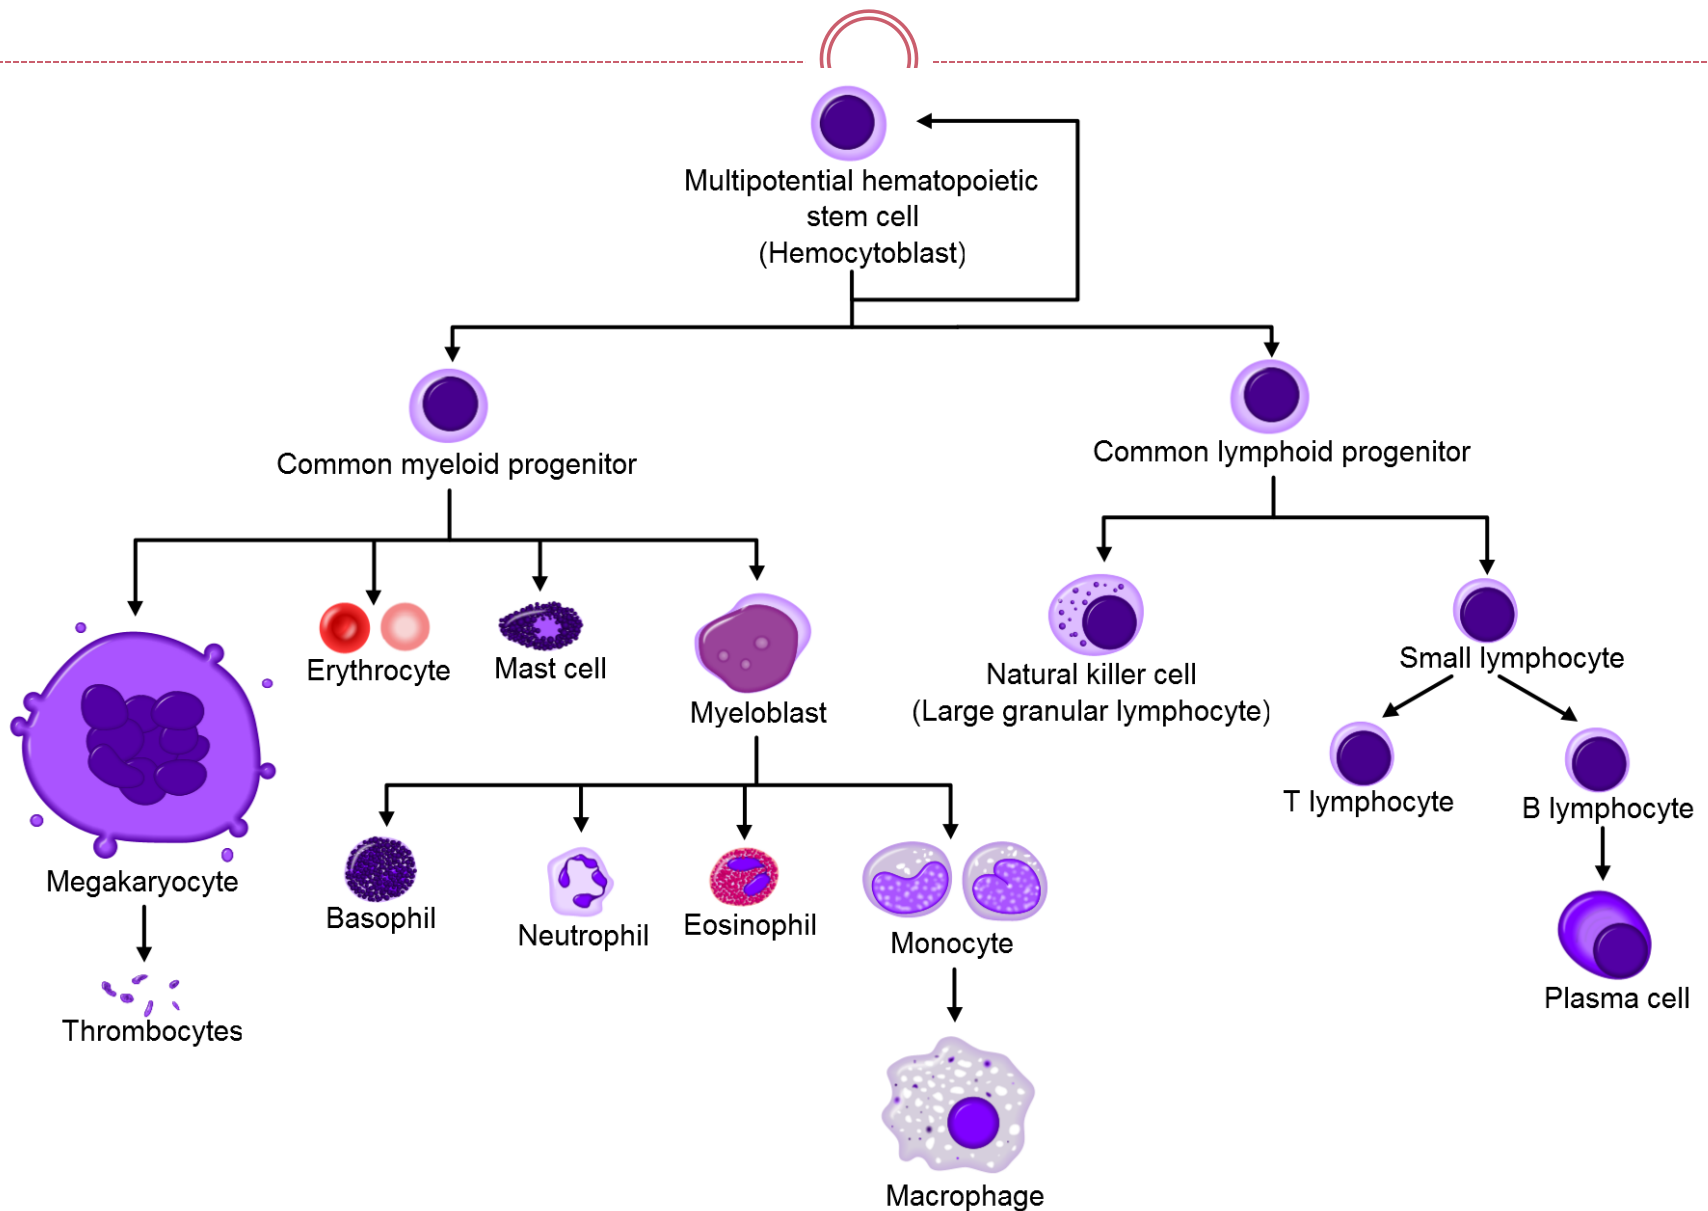 Multipotential hematopoietic
stem cell
(Hemocytoblast)
Common myeloid progenitor
Common lymphoid progenitor
Erythrocyte
Mast cell
Myeloblast
Natural killer cell
(Large granular lymphocyte)
Small lymphocyte
T lymphocyte
B lymphocyte
Megakaryocyte
Basophil
Neutrophil
Eosinophil
Monocyte
Plasma cell
Thrombocytes
Macrophage